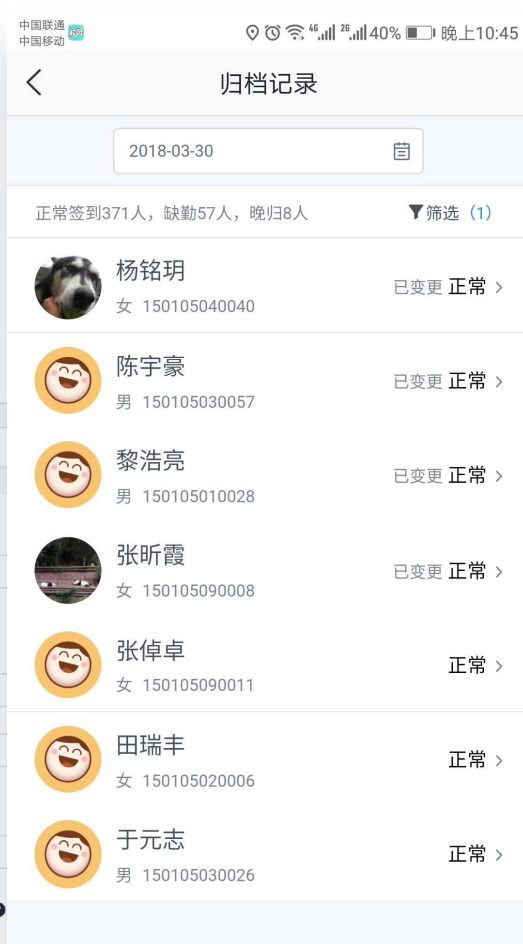 中国联通
中国移动
4G 2G 40% 晚上10:45
归档记录
2018-03-30
正常签到371人，缺勤57人，晚归8人 筛选（1）
杨铭玥
女 150105040040
已变更 正常
陈宇豪
男 150105030057
已变更 正常
黎浩亮
男 150105010028
已变更 正常
张昕霞
女 150105090008
已变更 正常
张倬卓
女 150105090011
正常
田瑞丰
女 150105020006
正常
于元志
男 150105030026
正常